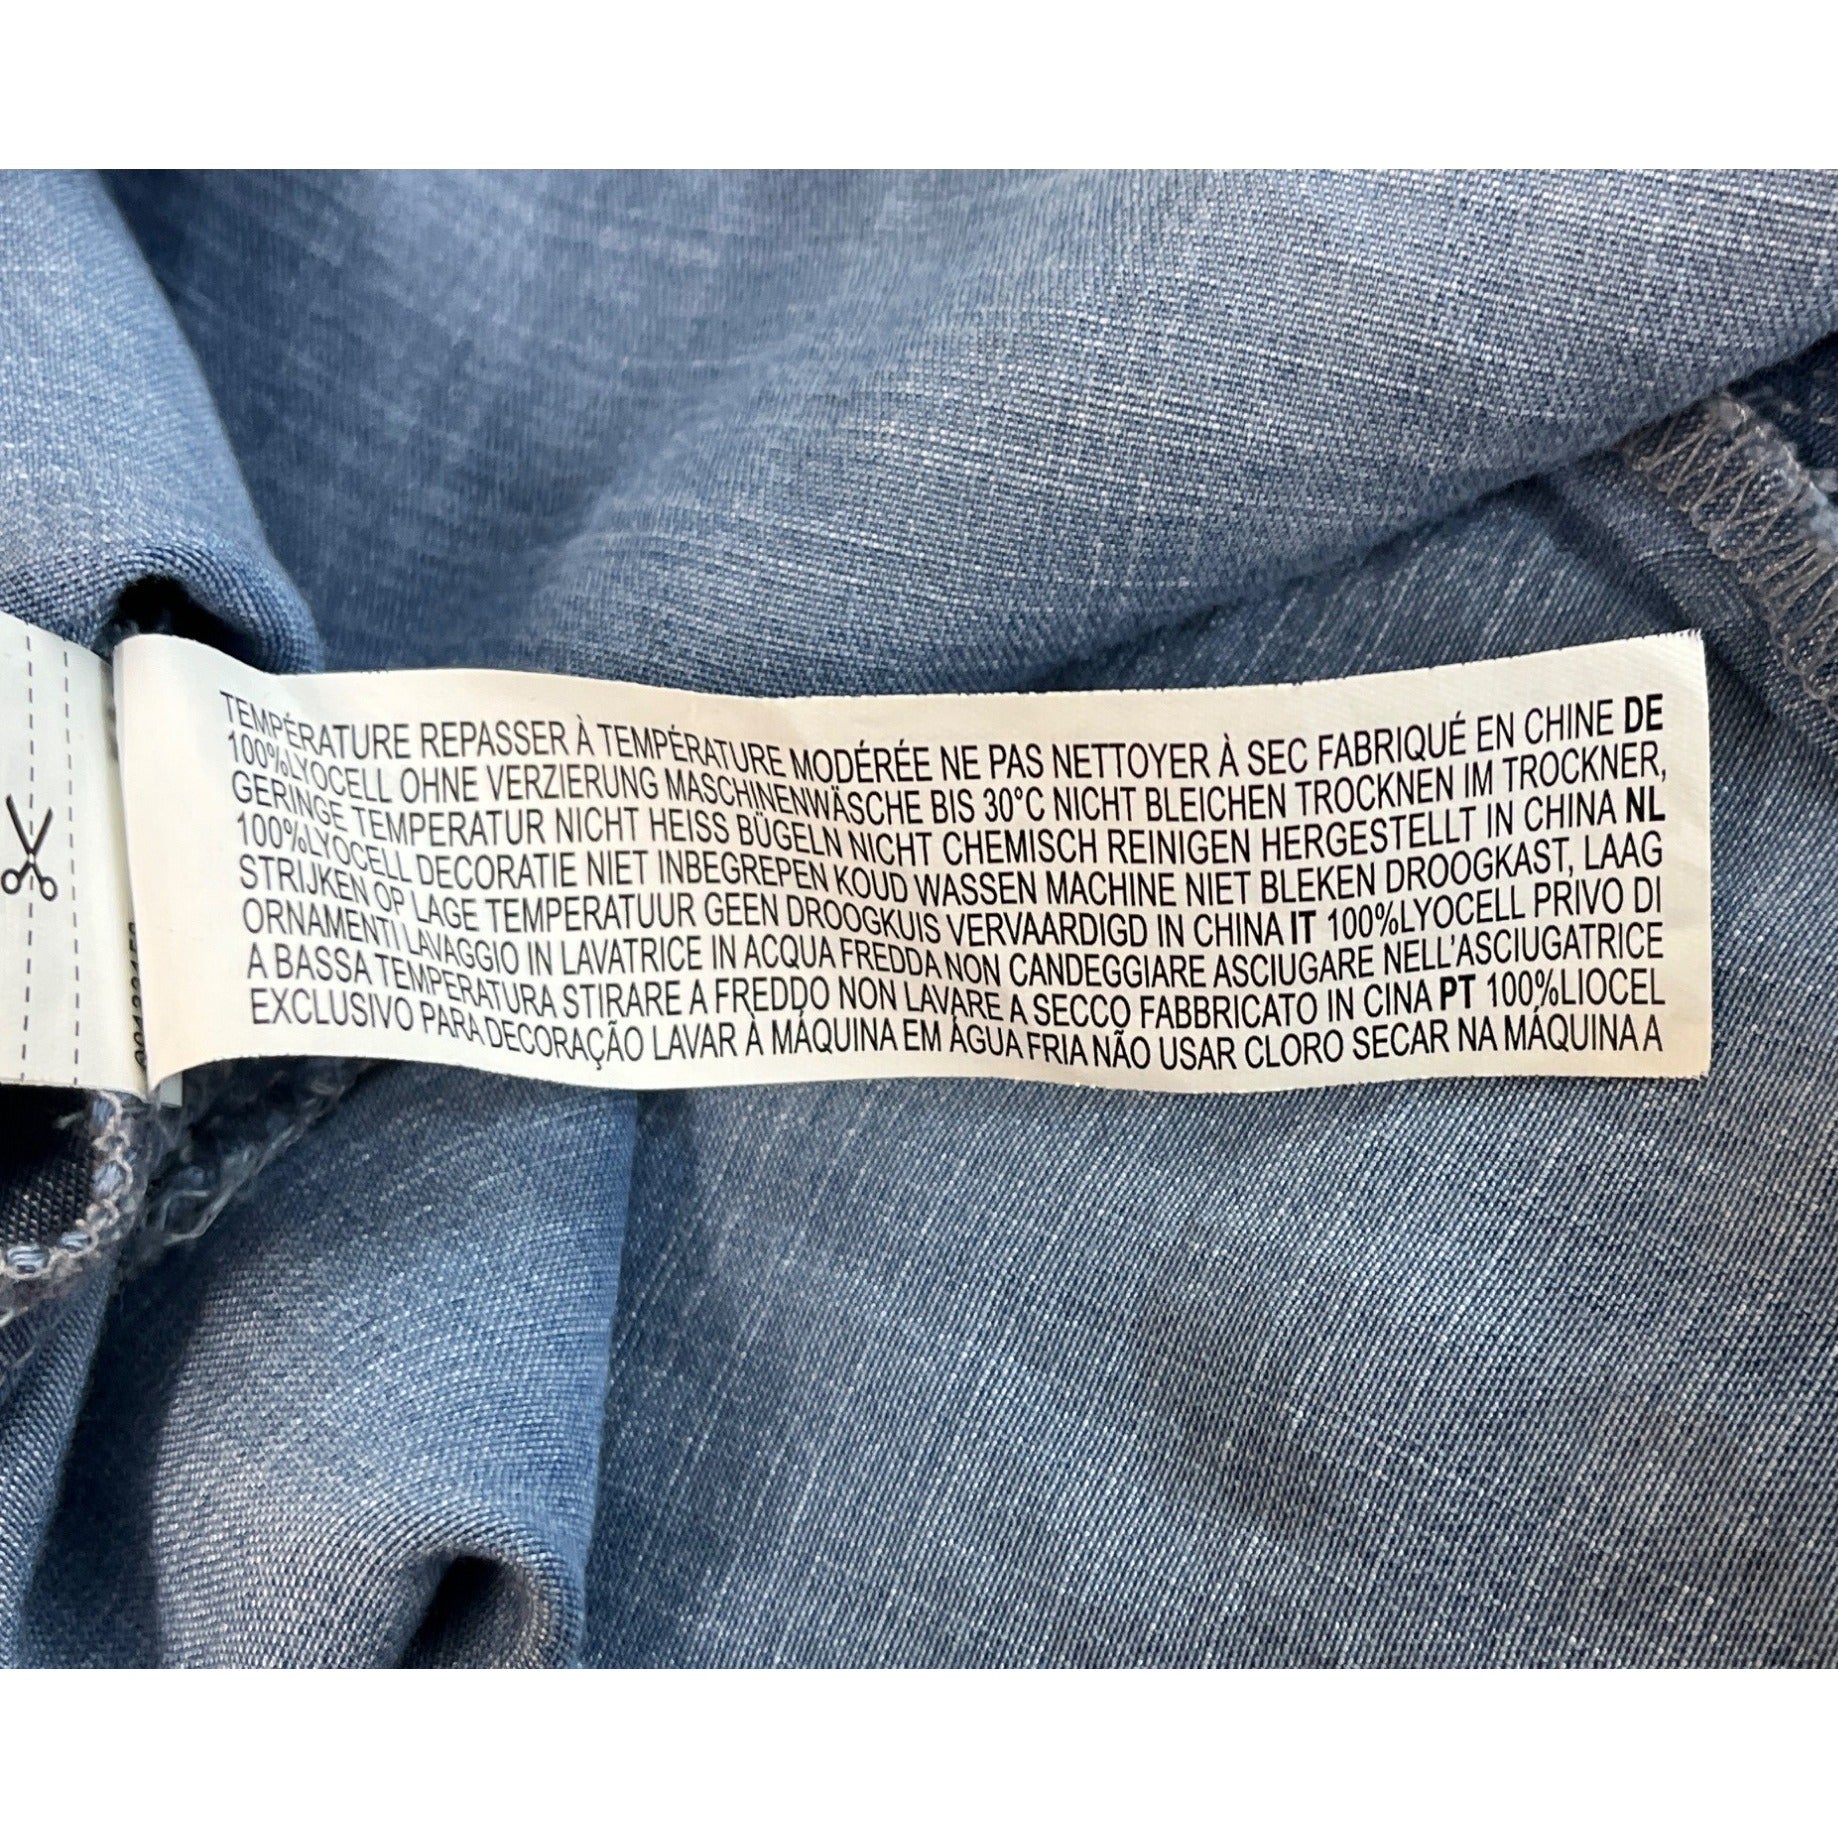 TEMPÉRATURE REPASSER À TEMPÉRATURE MODÉRÉE NE PAS NETTOYER À SEC FABRIQUÉ EN CHINE DE
100%LYOCELL OHNE VERZIERUNG MASCHINENWÄSCHE BIS 30°C NICHT BLEICHEN TROCKNEN IM TROCKNER,
GERINGE TEMPERATUR NICHT HEISS BÜGELN NICHT CHEMISCH REINIGEN HERGESTELLT IN CHINA NL
100%LYOCELL DECORATIE NIET INBEGREPEN KOUD WASSEN MACHINE NIET BLEKEN DROOGKAST, LAAG
STRIJKEN OP LAGE TEMPERATUUR GEEN DROOGKUIS VERVAARDIGD IN CHINA IT 100%LYOCELL PRIVO DI
ORNAMENTI LAVAGGIO IN LAVATRICE IN ACQUA FREDDA NON CANDEGGIARE ASCIUGARE NELL'ASCIUGATRICE
A BASSA TEMPERATURA STIRARE A FREDDO NON LAVARE A SECCO FABBRICATO IN CINA PT 100%LIOCEL
EXCLUSIVO PARA DECORAÇÃO LAVAR À MÁQUINA EM ÁGUA FRIA NÃO USAR CLORO SECAR NA MÁQUINA A